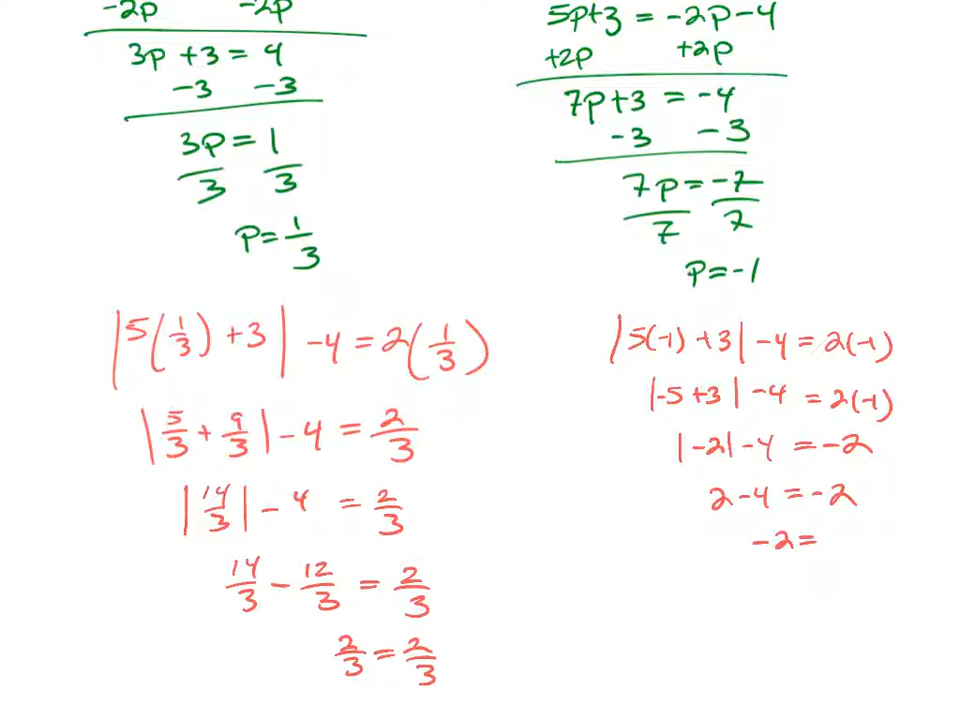 -2p -2p
3p +3 = 4
-3 -3
3p = 1
3 3
p = 1/3
5p+3 = -2p-4
+2p +2p
7p+3 = -4
-3 -3
7p = -7
7 7
p = -1
|5(1/3) +3| -4 = 2(1/3)
|5/3 + 9/3| -4 = 2/3
|14/3| -4 = 2/3
14/3 - 12/3 = 2/3
2/3 = 2/3
|5(-1) +3| -4 = 2(-1)
|-5 +3| -4 = 2(-1)
|-2| -4 = -2
2-4 = -2
-2 =